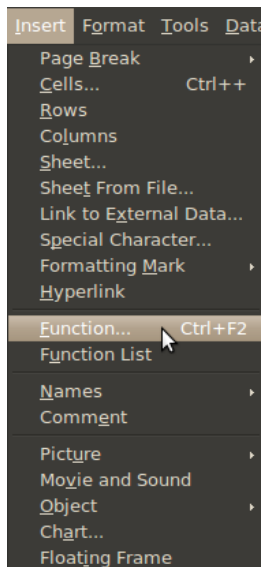 Insert Format Tools Data
Page Break
Cells... Ctrl++
Rows
Columns
Sheet...
Sheet From File...
Link to External Data...
Special Character...
Formatting Mark
Hyperlink
Function... Ctrl+F2
Function List
Names
Comment
Picture
Movie and Sound
Object
Chart...
Floating Frame